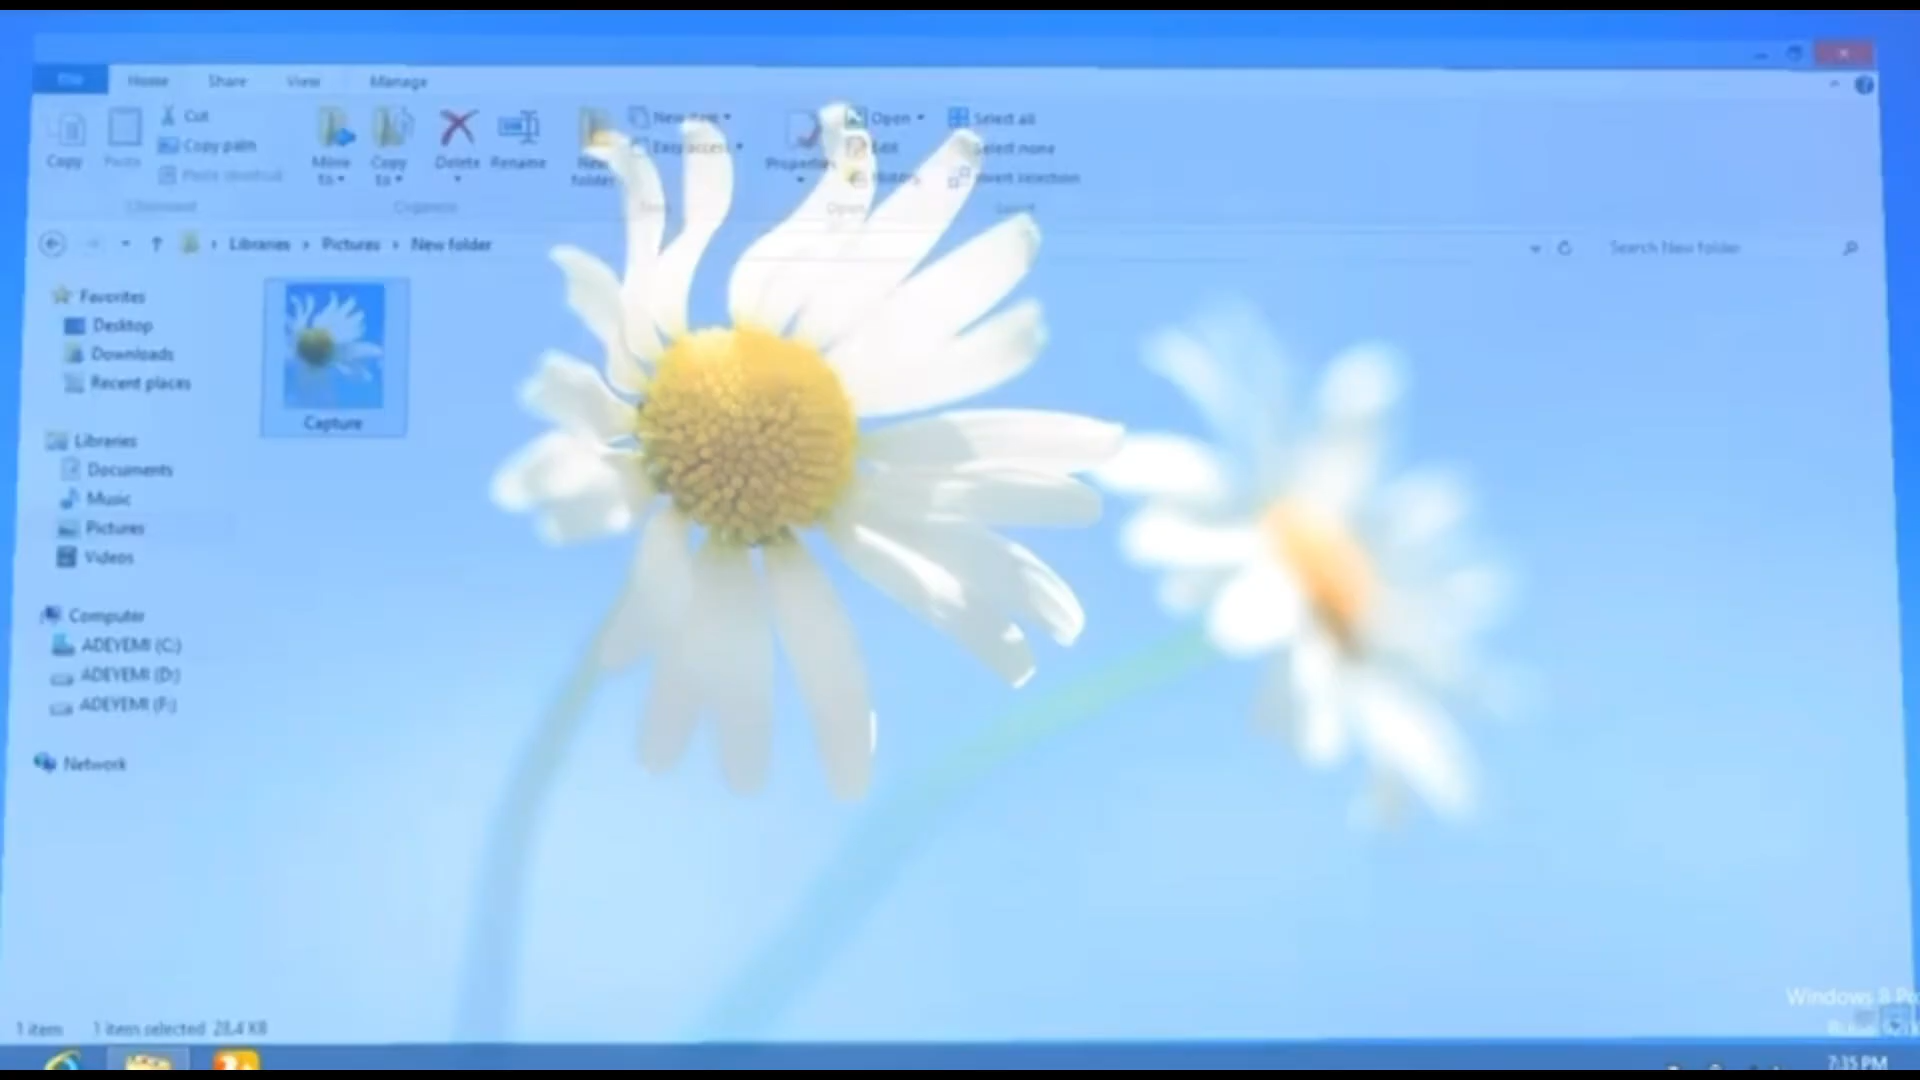 File Home Share View Manage
Copy
Paste
Cut
Copy path
Paste shortcut
Move to
Copy to
Delete
Rename
New folder
New item
Easy access
Properties
Open
Edit
History
Select all
Select none
Invert selection
Clipboard
Organize
Open
Select
Libraries Pictures New folder
Search New folder
Favorites
Desktop
Downloads
Recent places
Libraries
Documents
Music
Pictures
Videos
Computer
ADEYEMI (C:)
ADEYEMI (D:)
ADEYEMI (F:)
Network
Capture
Windows 8 Pro
1 item 1 item selected 28.4 KB
7:35 PM